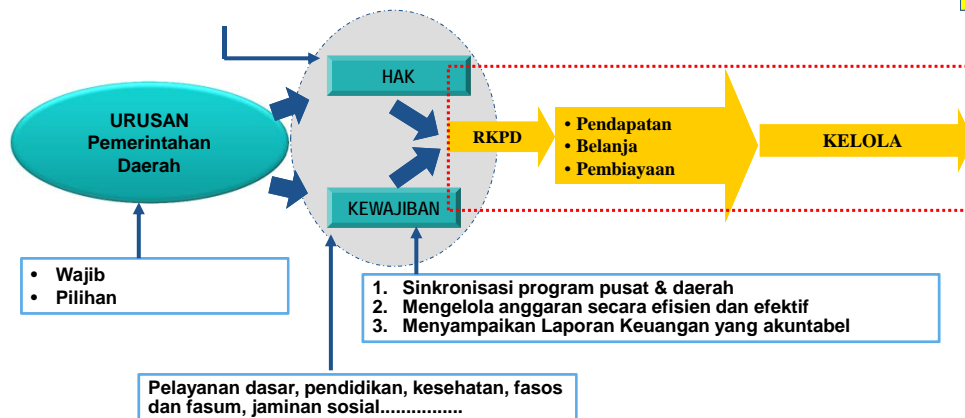 HAK
URUSAN
Pemerintahan
Daerah
RKPD
• Pendapatan
• Belanja
• Pembiayaan
KELOLA
KEWAJIBAN
• Wajib
• Pilihan
1. Sinkronisasi program pusat & daerah
2. Mengelola anggaran secara efisien dan efektif
3. Menyampaikan Laporan Keuangan yang akuntabel
Pelayanan dasar, pendidikan, kesehatan, fasos
dan fasum, jaminan sosial................